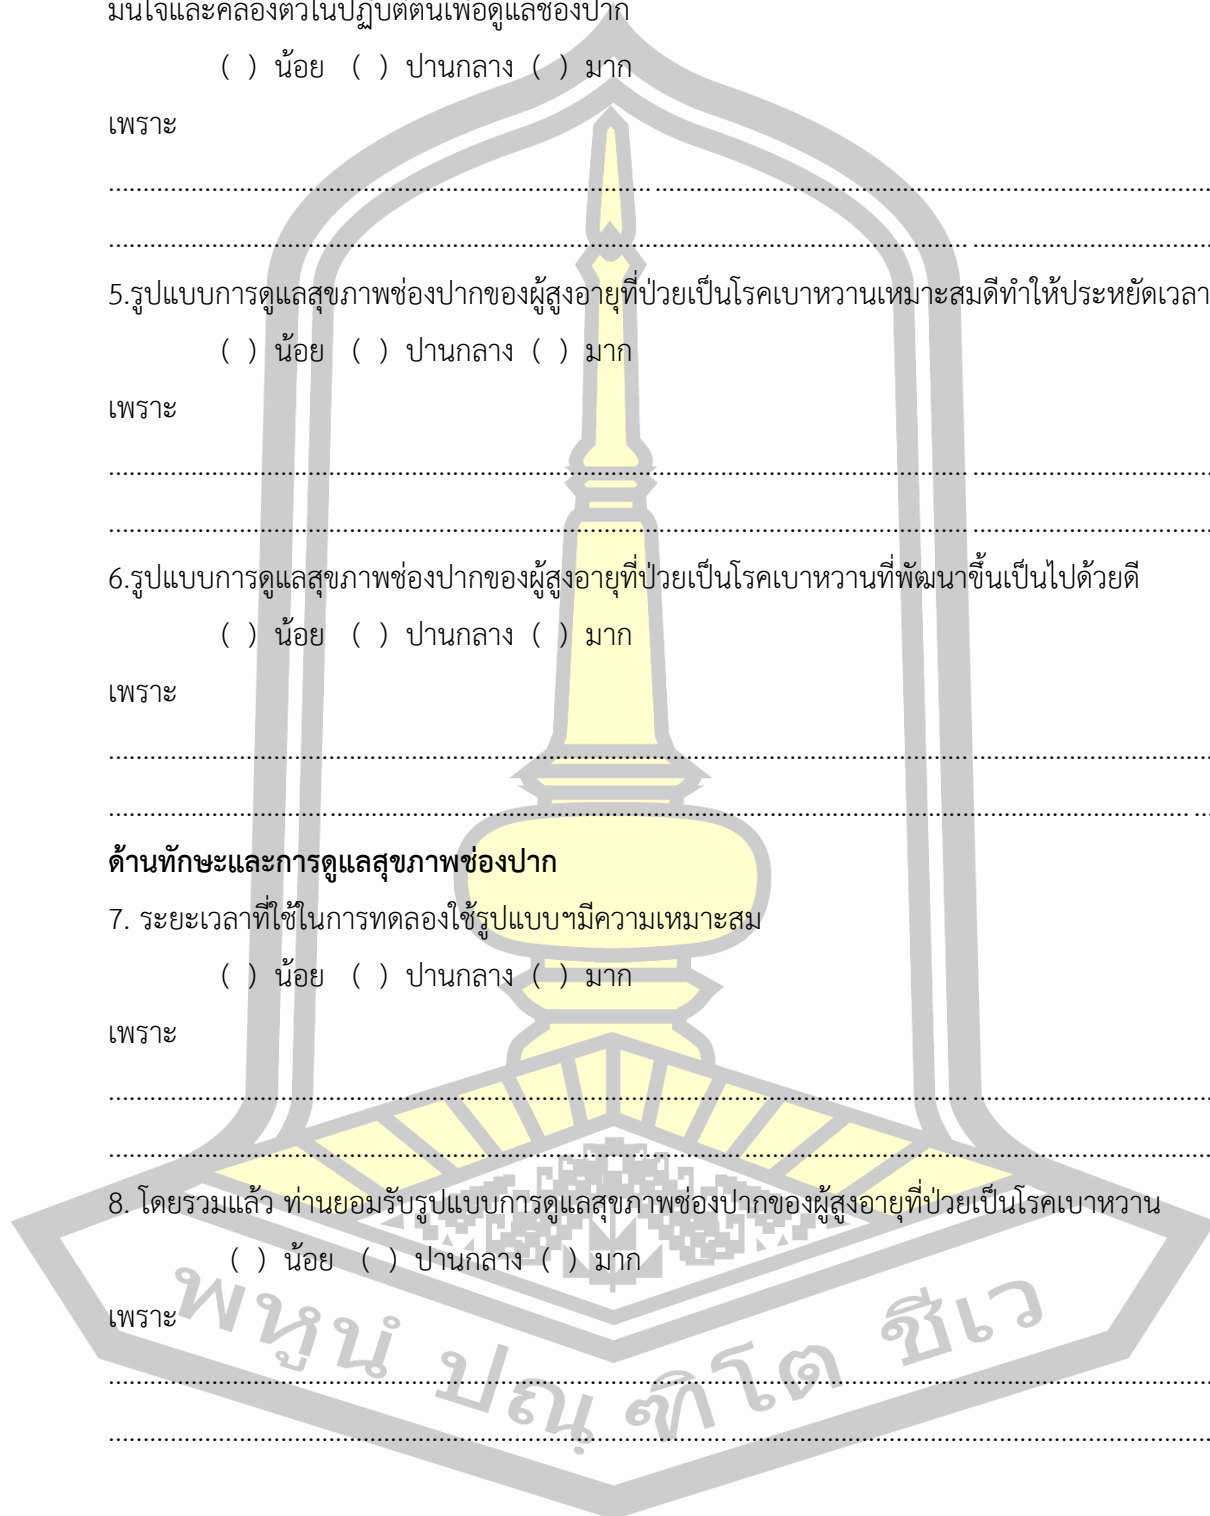 มั่นใจและคล่องตัวในปฏิบัติตนเพื่อดูแลช่องปาก
( ) น้อย ( ) ปานกลาง ( ) มาก
เพราะ
5.รูปแบบการดูแลสุขภาพช่องปากของผู้สูงอายุที่ป่วยเป็นโรคเบาหวานเหมาะสมดีทำให้ประหยัดเวลา
( ) น้อย ( ) ปานกลาง ( ) มาก
เพราะ
6.รูปแบบการดูแลสุขภาพช่องปากของผู้สูงอายุที่ป่วยเป็นโรคเบาหวานที่พัฒนาขึ้นเป็นไปด้วยดี
( ) น้อย ( ) ปานกลาง ( ) มาก
เพราะ
ด้านทักษะและการดูแลสุขภาพช่องปาก
7. ระยะเวลาที่ใช้ในการทดลองใช้รูปแบบฯมีความเหมาะสม
( ) น้อย ( ) ปานกลาง ( ) มาก
เพราะ
8. โดยรวมแล้ว ท่านยอมรับรูปแบบการดูแลสุขภาพช่องปากของผู้สูงอายุที่ป่วยเป็นโรคเบาหวาน
( ) น้อย ( ) ปานกลาง ( ) มาก
เพราะ
พหูนํ ปณฺฑิโต ชีเว